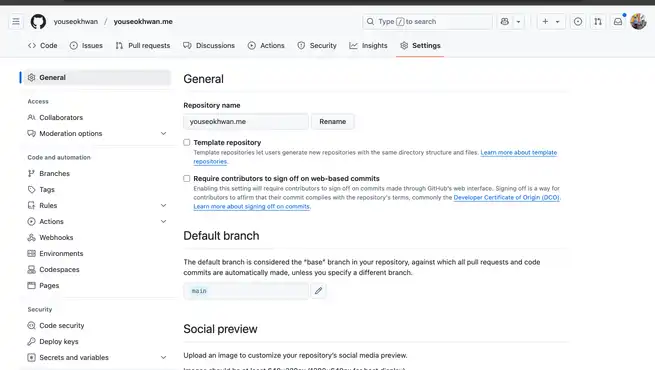 youseokhwan / youseokhwan.me
Type / to search
Code Issues Pull requests Discussions Actions Security Insights Settings
General
Access
Collaborators
Moderation options
Code and automation
Branches
Tags
Rules
Actions
Webhooks
Environments
Codespaces
Pages
Security
Code security
Deploy keys
Secrets and variables
General
Repository name
youseokhwan.me Rename
Template repository
Template repositories let users generate new repositories with the same directory structure and files. Learn more about template
repositories.
Require contributors to sign off on web-based commits
Enabling this setting will require contributors to sign off on commits made through GitHub's web interface. Signing off is a way for
contributors to affirm that their commit complies with the repository's terms, commonly the Developer Certificate of Origin (DCO).
Learn more about signing off on commits.
Default branch
The default branch is considered the "base" branch in your repository, against which all pull requests and code
commits are automatically made, unless you specify a different branch.
main
Social preview
Upload an image to customize your repository's social media preview.